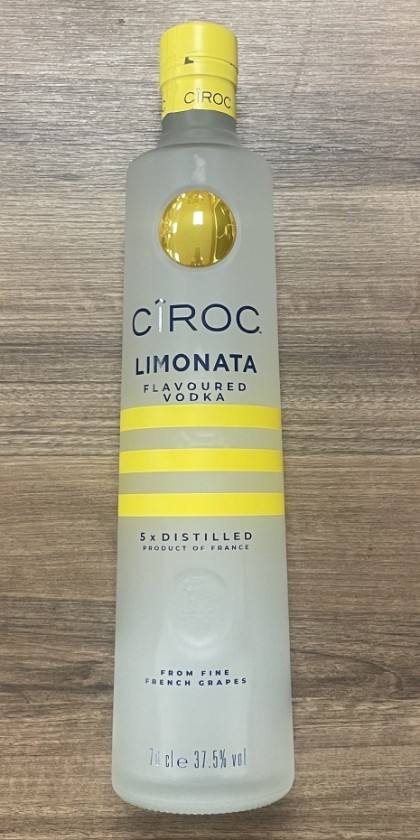 CÎROC
CÎROC
LIMONATA
FLAVOURED
VODKA
5 x DISTILLED
PRODUCT OF FRANCE
FROM FINE
FRENCH GRAPES
70 cl e 37.5% vol